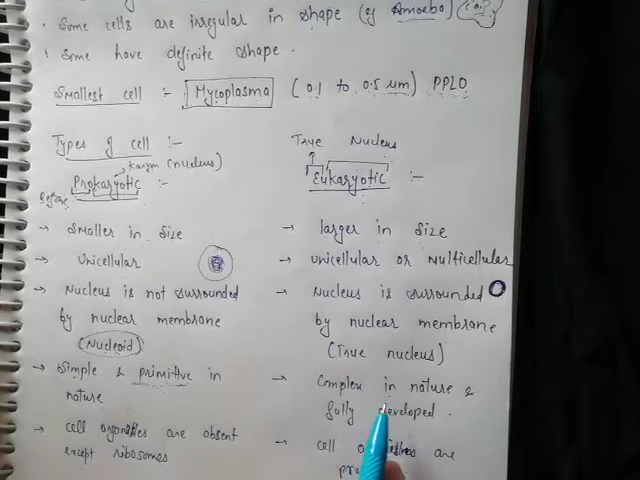 • Some cells are irregular in shape (eg Amoeba)
• Some have definite shape.
Smallest cell :- Mycoplasma (0.1 to 0.5 μm) PPLO
Types of cell :-
Karyon (nucleus)
Before
Prokaryotic :-
→ Smaller in size
→ Unicellular
→ Nucleus is not surrounded
by nuclear membrane
(Nucleoid)
→ Simple & primitive in
nature
→ cell organelles are absent
except ribosomes
True Nucleus
Eukaryotic :-
→ larger in size
→ unicellular or Multicellular
→ Nucleus is surrounded
by nuclear membrane
(True nucleus)
→ Complex in nature &
fully developed.
→ cell are